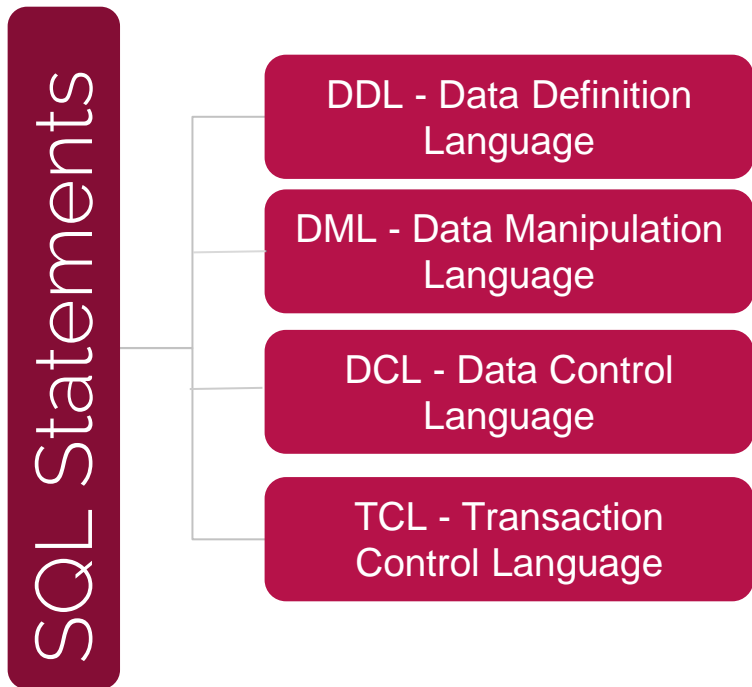 SQL Statements
DDL - Data Definition
Language
DML - Data Manipulation
Language
DCL - Data Control
Language
TCL - Transaction
Control Language